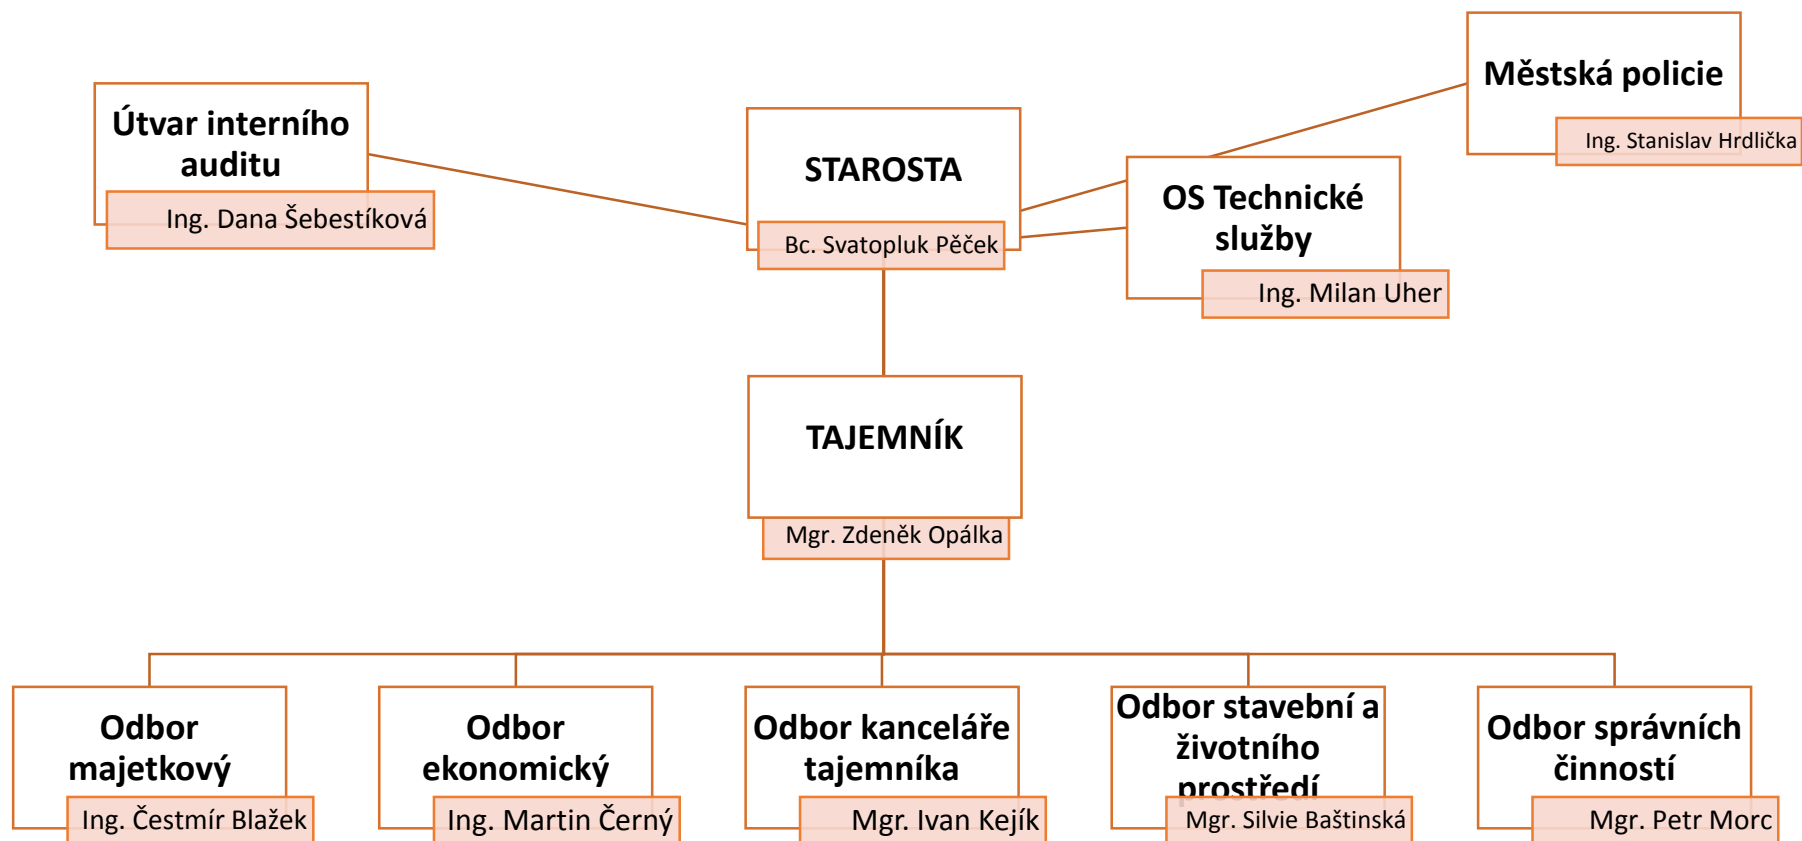 Městská policie
Ing. Stanislav Hrdlička
Útvar interního
auditu
Ing. Dana Šebestíková
STAROSTA
Bc. Svatopluk Pěček
OS Technické
služby
Ing. Milan Uher
TAJEMNÍK
Mgr. Zdeněk Opálka
Odbor
majetkový
Ing. Čestmír Blažek
Odbor
ekonomický
Ing. Martin Černý
Odbor kanceláře
tajemníka
Mgr. Ivan Kejík
Odbor stavební a
životního
prostředí
Mgr. Silvie Baštinská
Odbor správních
činností
Mgr. Petr Morc